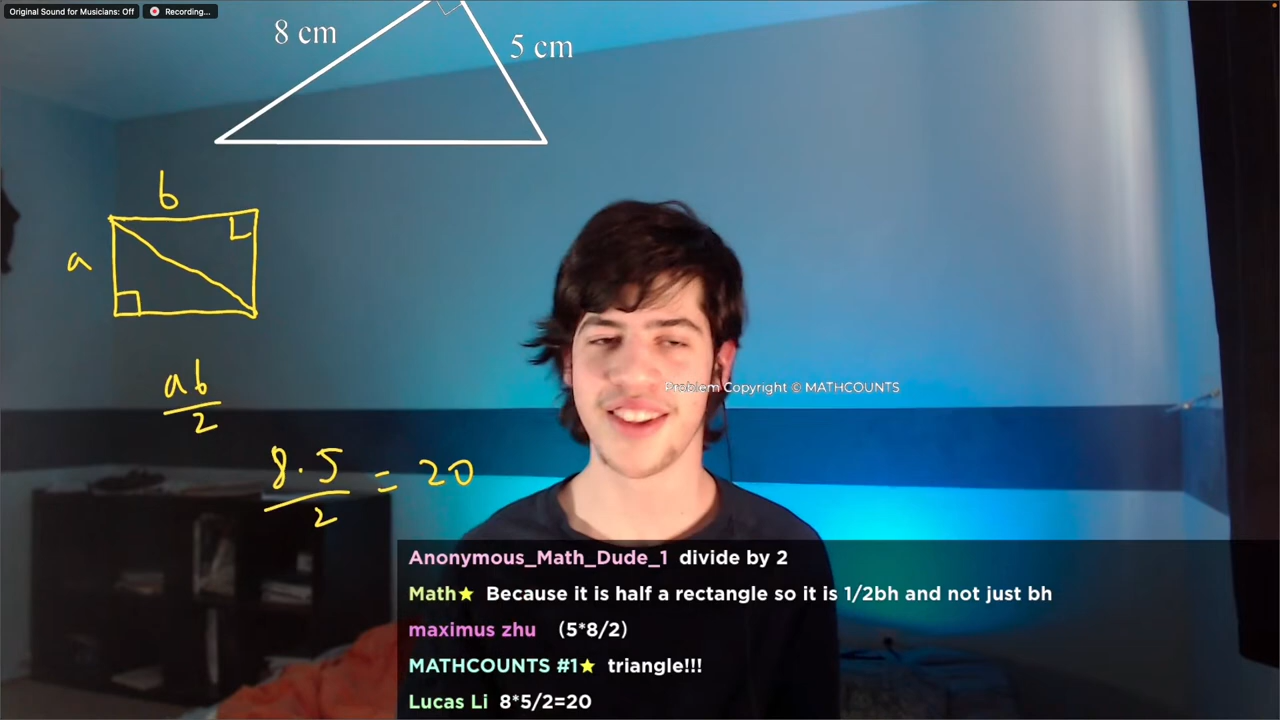 Original Sound for Musicians: Off
Recording...
8 cm
5 cm
b
a
ab/2
8·5/2 = 20
Problem Copyright © MATHCOUNTS
Anonymous_Math_Dude_1 divide by 2
Math★ Because it is half a rectangle so it is 1/2bh and not just bh
maximus zhu (5*8/2)
MATHCOUNTS #1★ triangle!!!
Lucas Li 8*5/2=20